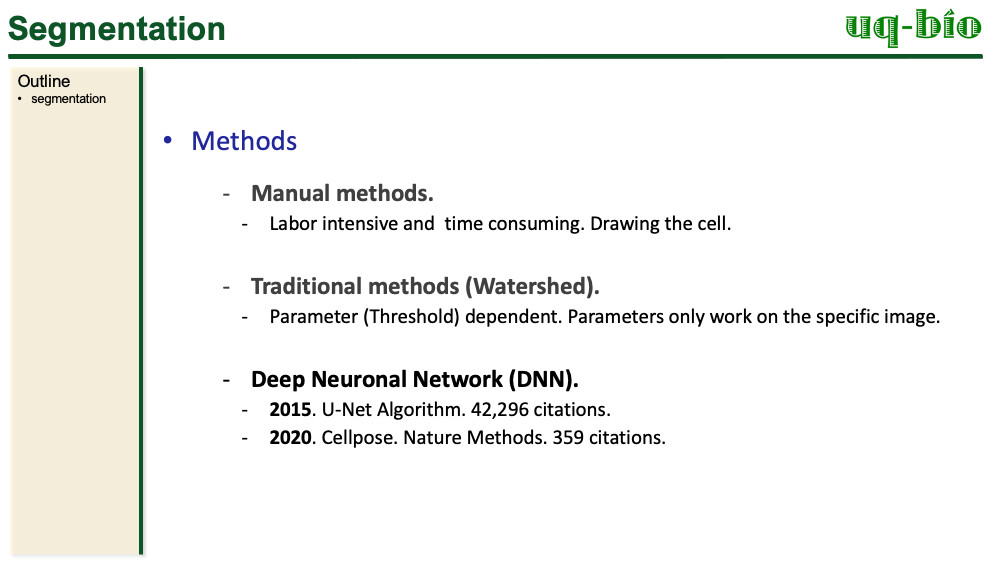 Segmentation
uq-bio
Outline
• segmentation
• Methods
- Manual methods.
- Labor intensive and  time consuming. Drawing the cell.
- Traditional methods (Watershed).
- Parameter (Threshold) dependent. Parameters only work on the specific image.
- Deep Neuronal Network (DNN).
- 2015. U-Net Algorithm. 42,296 citations.
- 2020. Cellpose. Nature Methods. 359 citations.